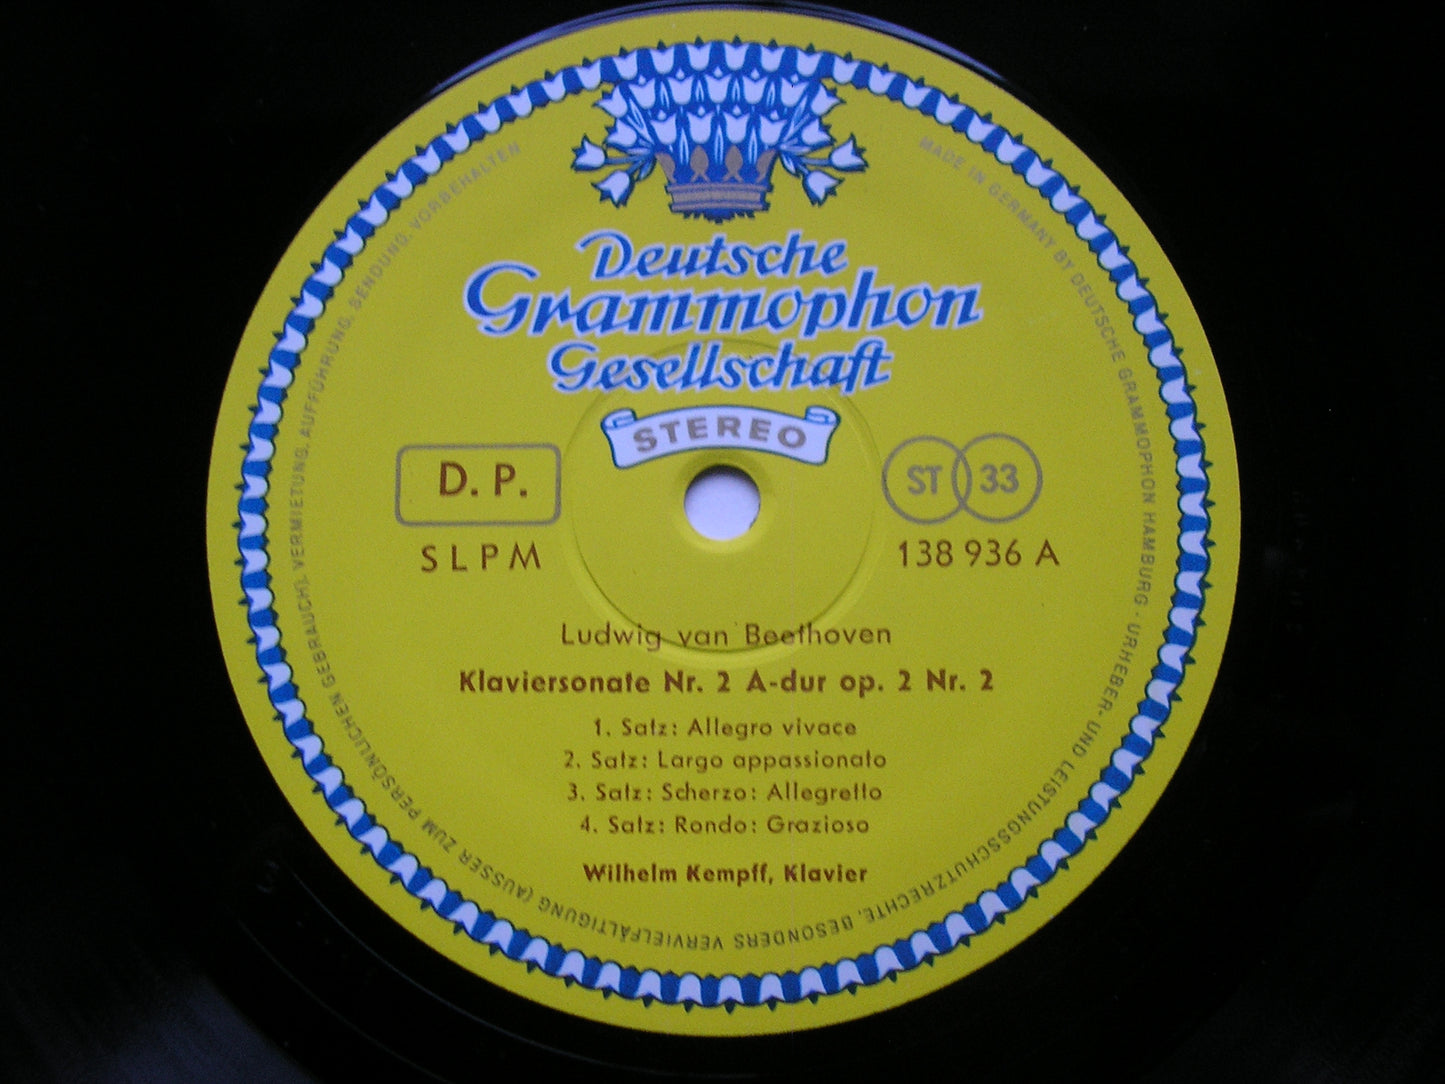 Deutsche
Grammophon
Gesellschaft
STEREO
D. P.
ST 33
SLPM
138 936 A
Ludwig van Beethoven
Klaviersonate Nr. 2 A-dur op. 2 Nr. 2
1. Satz: Allegro vivace
2. Satz: Largo appassionato
3. Satz: Scherzo: Allegretto
4. Satz: Rondo: Grazioso
Wilhelm Kempff, Klavier
MADE IN GERMANY BY DEUTSCHE GRAMMOPHON HAMBURG · URHEBER- UND LEISTUNGSSCHUTZRECHTE, BESONDERS VERVIELFÄLTIGUNG (AUSSER ZUM PERSÖNLICHEN GEBRAUCH), VERMIETUNG, AUFFÜHRUNG, SENDUNG, VORBEHALTEN